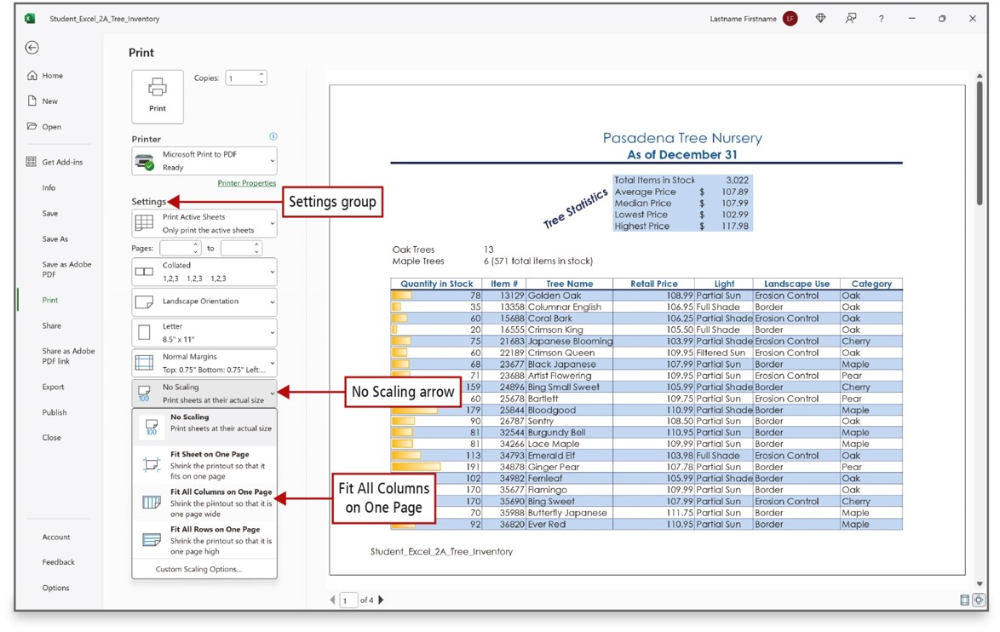 Student_Excel_2A_Tree_Inventory
Lastname Firstname LF ?
Print
Home
New
Open
Get Add-ins
Info
Save
Save As
Save as Adobe
PDF
Print
Share
Share as Adobe
PDF link
Export
Publish
Close
Account
Feedback
Options
Print
Copies: 1
Printer
Microsoft Print to PDF
Ready
Printer Properties
Settings
Settings group
Print Active Sheets
Only print the active sheets
Pages: to
Collated
1,2,3 1,2,3 1,2,3
Landscape Orientation
Letter
8.5" x 11"
Normal Margins
Top: 0.75" Bottom: 0.75" Left:...
No Scaling
Print sheets at their actual size
100
No Scaling arrow
No Scaling
Print sheets at their actual size
100
Fit Sheet on One Page
Shrink the printout so that it
fits on one page
Fit All Columns on One Page
Shrink the printout so that it is
one page wide
Fit All Columns
on One Page
Fit All Rows on One Page
Shrink the printout so that it is
one page high
Custom Scaling Options...
Pasadena Tree Nursery
As of December 31
Tree Statistics
Total Items in Stock 3,022
Average Price $ 107.89
Median Price $ 107.99
Lowest Price $ 102.99
Highest Price $ 117.98
Oak Trees 13
Maple Trees 6 (571 total items in stock)
Quantity in Stock Item # Tree Name Retail Price Light Landscape Use Category
78 13129 Golden Oak 108.99 Partial Sun Erosion Control Oak
35 13358 Columnar English 106.95 Full Shade Border Oak
60 15688 Coral Bark 106.25 Partial Shade Erosion Control Oak
20 16555 Crimson King 105.50 Full Shade Border Oak
75 21683 Japanese Blooming 103.99 Partial Shade Erosion Control Cherry
60 22189 Crimson Queen 109.95 Filtered Sun Erosion Control Oak
68 23677 Black Japanese 107.99 Partial Sun Border Maple
71 23688 Artist Flowering 109.95 Partial Sun Erosion Control Pear
159 24896 Bing Small Sweet 105.99 Partial Shade Border Cherry
60 25678 Bartlett 109.75 Partial Sun Erosion Control Pear
179 25844 Bloodgood 110.99 Partial Shade Border Maple
90 26787 Sentry 108.50 Partial Sun Border Oak
81 32544 Burgundy Bell 110.95 Partial Sun Border Maple
81 34266 Lace Maple 109.99 Partial Sun Border Maple
113 34793 Emerald Elf 103.98 Full Shade Erosion Control Oak
191 34878 Ginger Pear 107.78 Partial Sun Border Pear
102 34982 Fernleaf 105.99 Partial Shade Border Oak
170 35677 Flamingo 109.99 Partial Sun Border Oak
170 35690 Bing Sweet 107.99 Partial Sun Erosion Control Cherry
70 35988 Butterfly Japanese 111.75 Partial Sun Border Maple
92 36820 Ever Red 110.95 Partial Sun Border Maple
Student_Excel_2A_Tree_Inventory
1 of 4